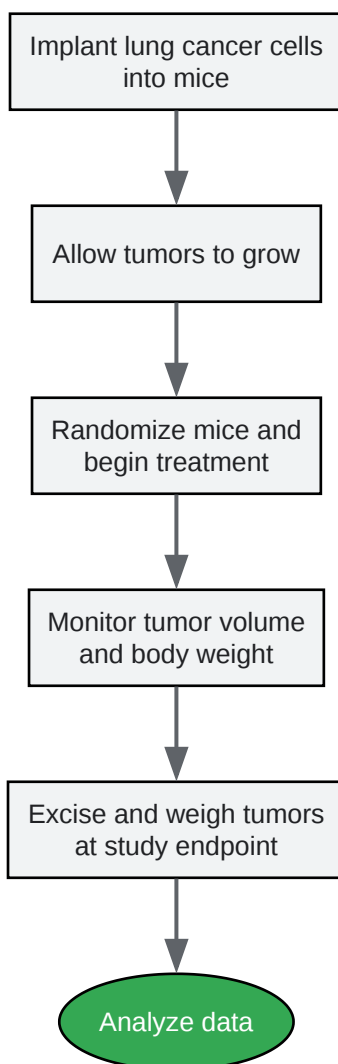 Implant lung cancer cells
into mice
Allow tumors to grow
Randomize mice and
begin treatment
Monitor tumor volume
and body weight
Excise and weigh tumors
at study endpoint
Analyze data